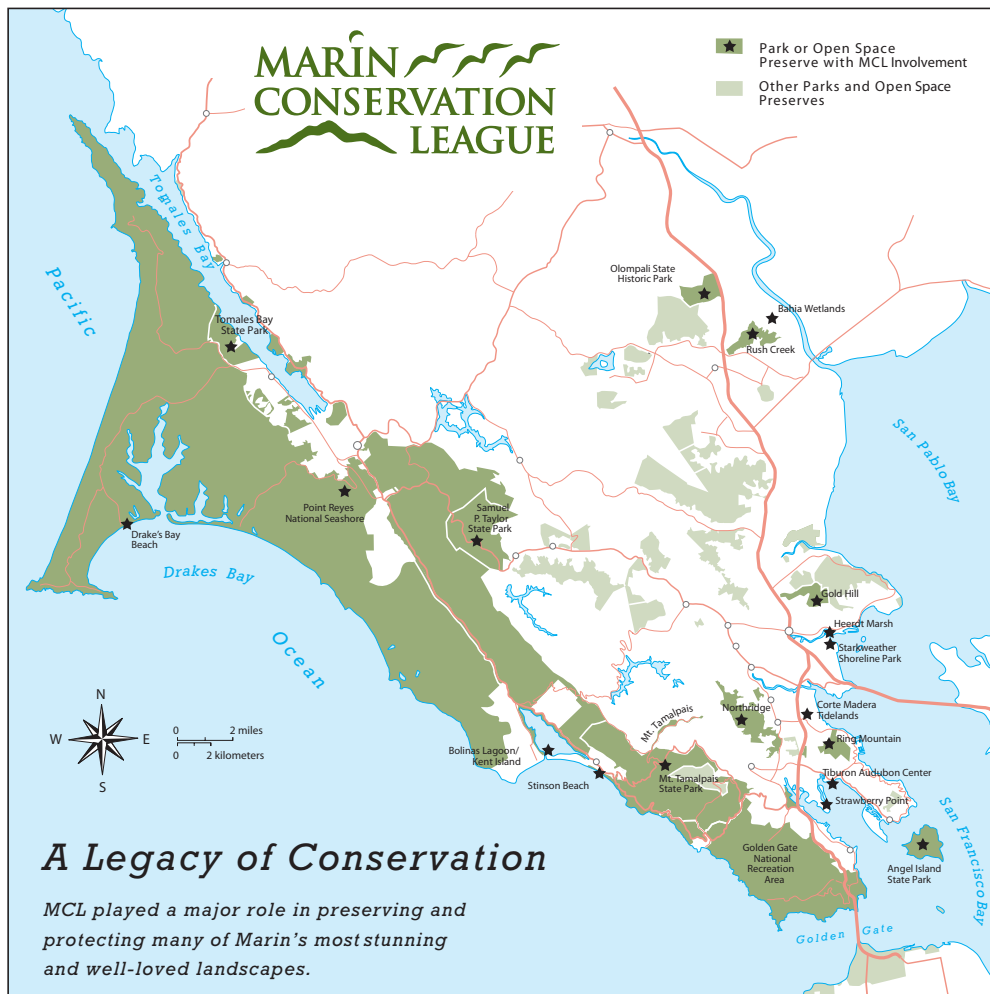 MARIN
CONSERVATION
LEAGUE
Park or Open Space
Preserve with MCL Involvement
Other Parks and Open Space
Preserves
Tomales Bay
Pacific
Olompali State
Historic Park
Bahia Wetlands
Rush Creek
Tomales Bay
State Park
San Pablo Bay
Point Reyes
National Seashore
Samuel
P. Taylor
State Park
Drake's Bay
Beach
Drakes Bay
Gold Hill
Heerdt Marsh
Starkweather
Shoreline Park
Ocean
N
W
E
S
0
2 miles
0
2 kilometers
Mt. Tamalpais
Northridge
Corte Madera
Tidelands
Ring Mountain
Bolinas Lagoon/
Kent Island
Stinson Beach
Mt. Tamalpais
State Park
Tiburon Audubon Center
Strawberry Point
San Francisco Bay
Golden Gate
National
Recreation
Area
Angel Island
State Park
Golden Gate
A Legacy of Conservation
MCL played a major role in preserving and
protecting many of Marin's most stunning
and well-loved landscapes.